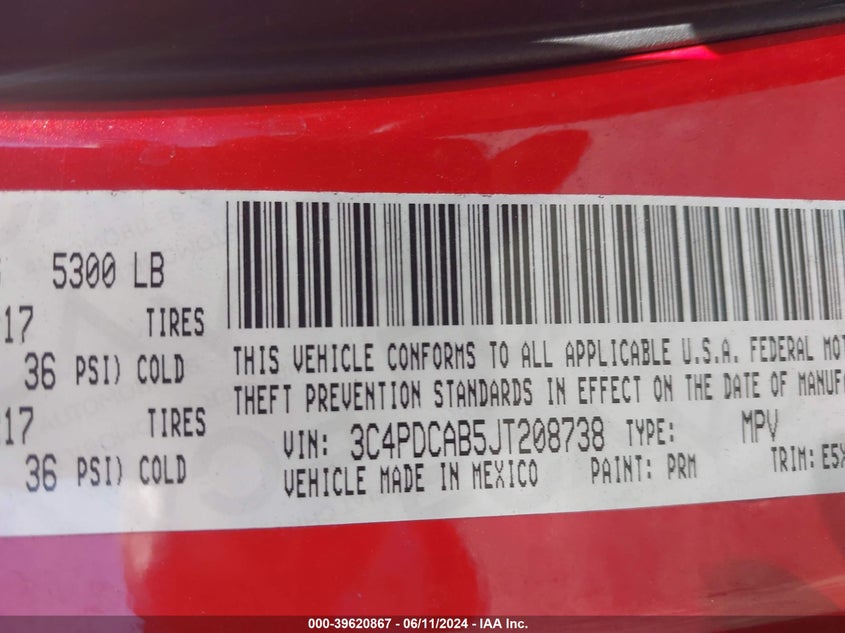 5300 LB
17 TIRES
36 PSI) COLD
17 TIRES
36 PSI) COLD
THIS VEHICLE CONFORMS TO ALL APPLICABLE U.S.A. FEDERAL MOT
THEFT PREVENTION STANDARDS IN EFFECT ON THE DATE OF MANUF
VIN: 3C4PDCAB5JT208738 TYPE: MPV
VEHICLE MADE IN MEXICO PAINT: PRM TRIM: E5X
000-39620867 / 06/11/2024 - IAA Inc.